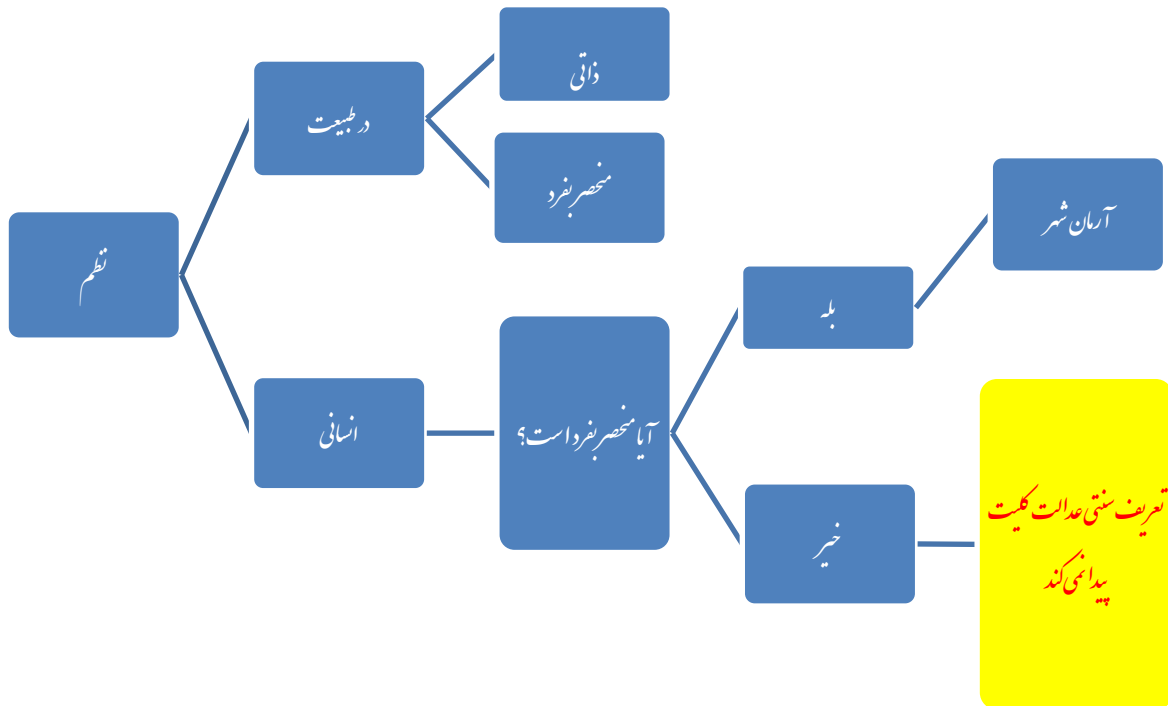 نظم
در طبیعت
ذاتی
منحصر بفرد
انسانی
آیا منحصر بفرد است؟
بله
آرمان شهر
خیر
تعریف سنتی عدالت کلیت
پیدا نمی کند